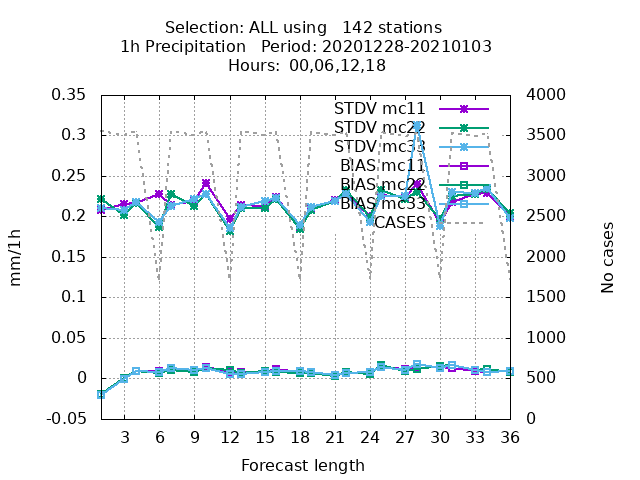 Selection: ALL using   142 stations
1h Precipitation   Period: 20201228-20210103
Hours:  00,06,12,18
0.35 4000
STDV mc11
STDV mc22
0.3 3500
STDV mc33
BIAS mc11
0.25 3000
BIAS mc22
BIAS mc33
0.2 2500
CASES
0.15 2000
0.1 1500
0.05 1000
0 500
-0.05 0
mm/1h
No cases
3 6 9 12 15 18 21 24 27 30 33 36
Forecast length